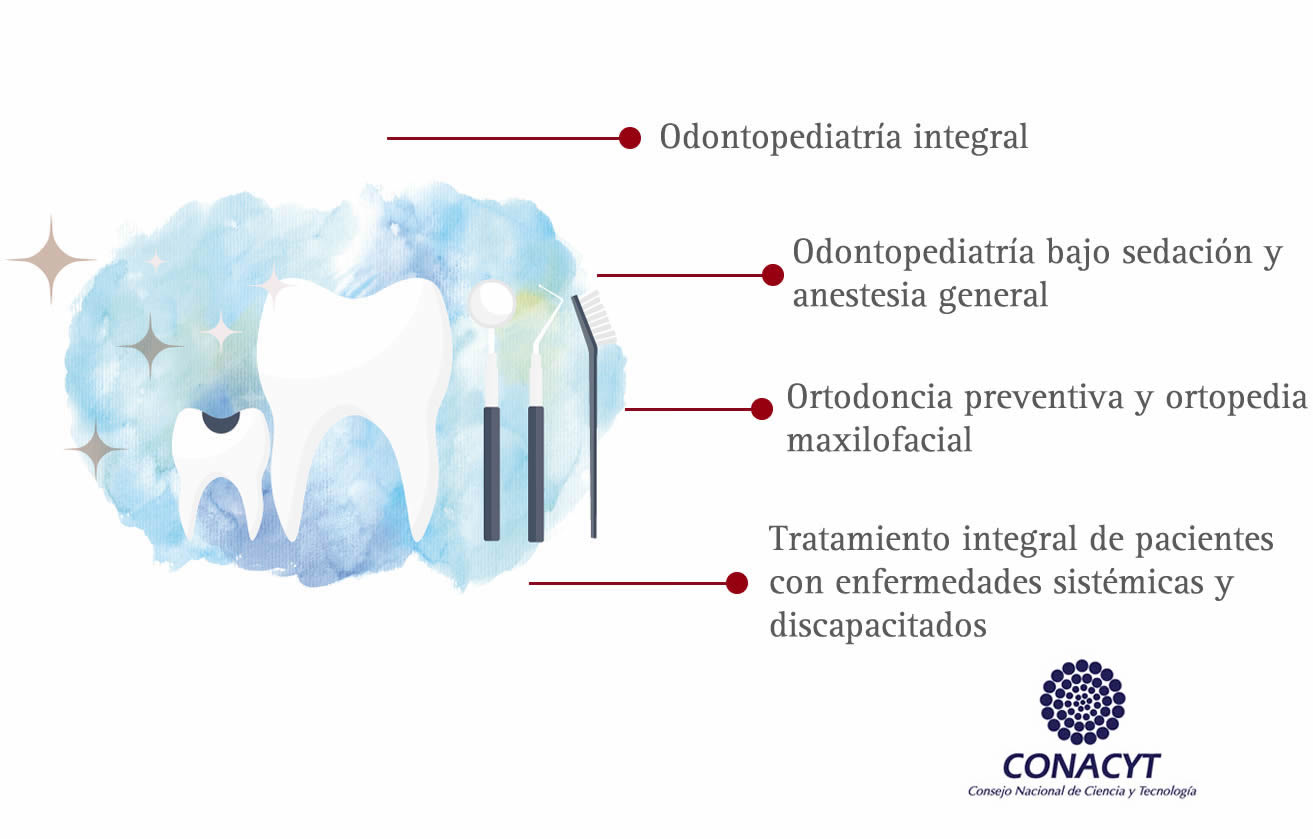 Odontopediatría integral
Odontopediatría bajo sedación y
anestesia general
Ortodoncia preventiva y ortopedia
maxilofacial
Tratamiento integral de pacientes
con enfermedades sistémicas y
discapacitados
CONACYT
Consejo Nacional de Ciencia y Tecnología